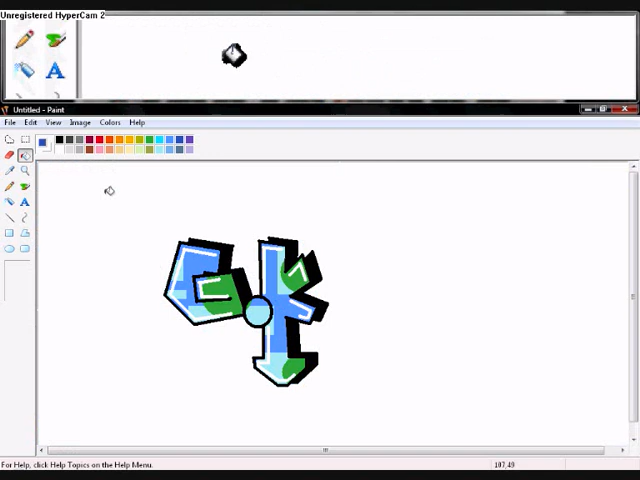 Unregistered HyperCam 2
A
Untitled - Paint
File Edit View Image Colors Help
A
For Help, click Help Topics on the Help Menu.
107,49